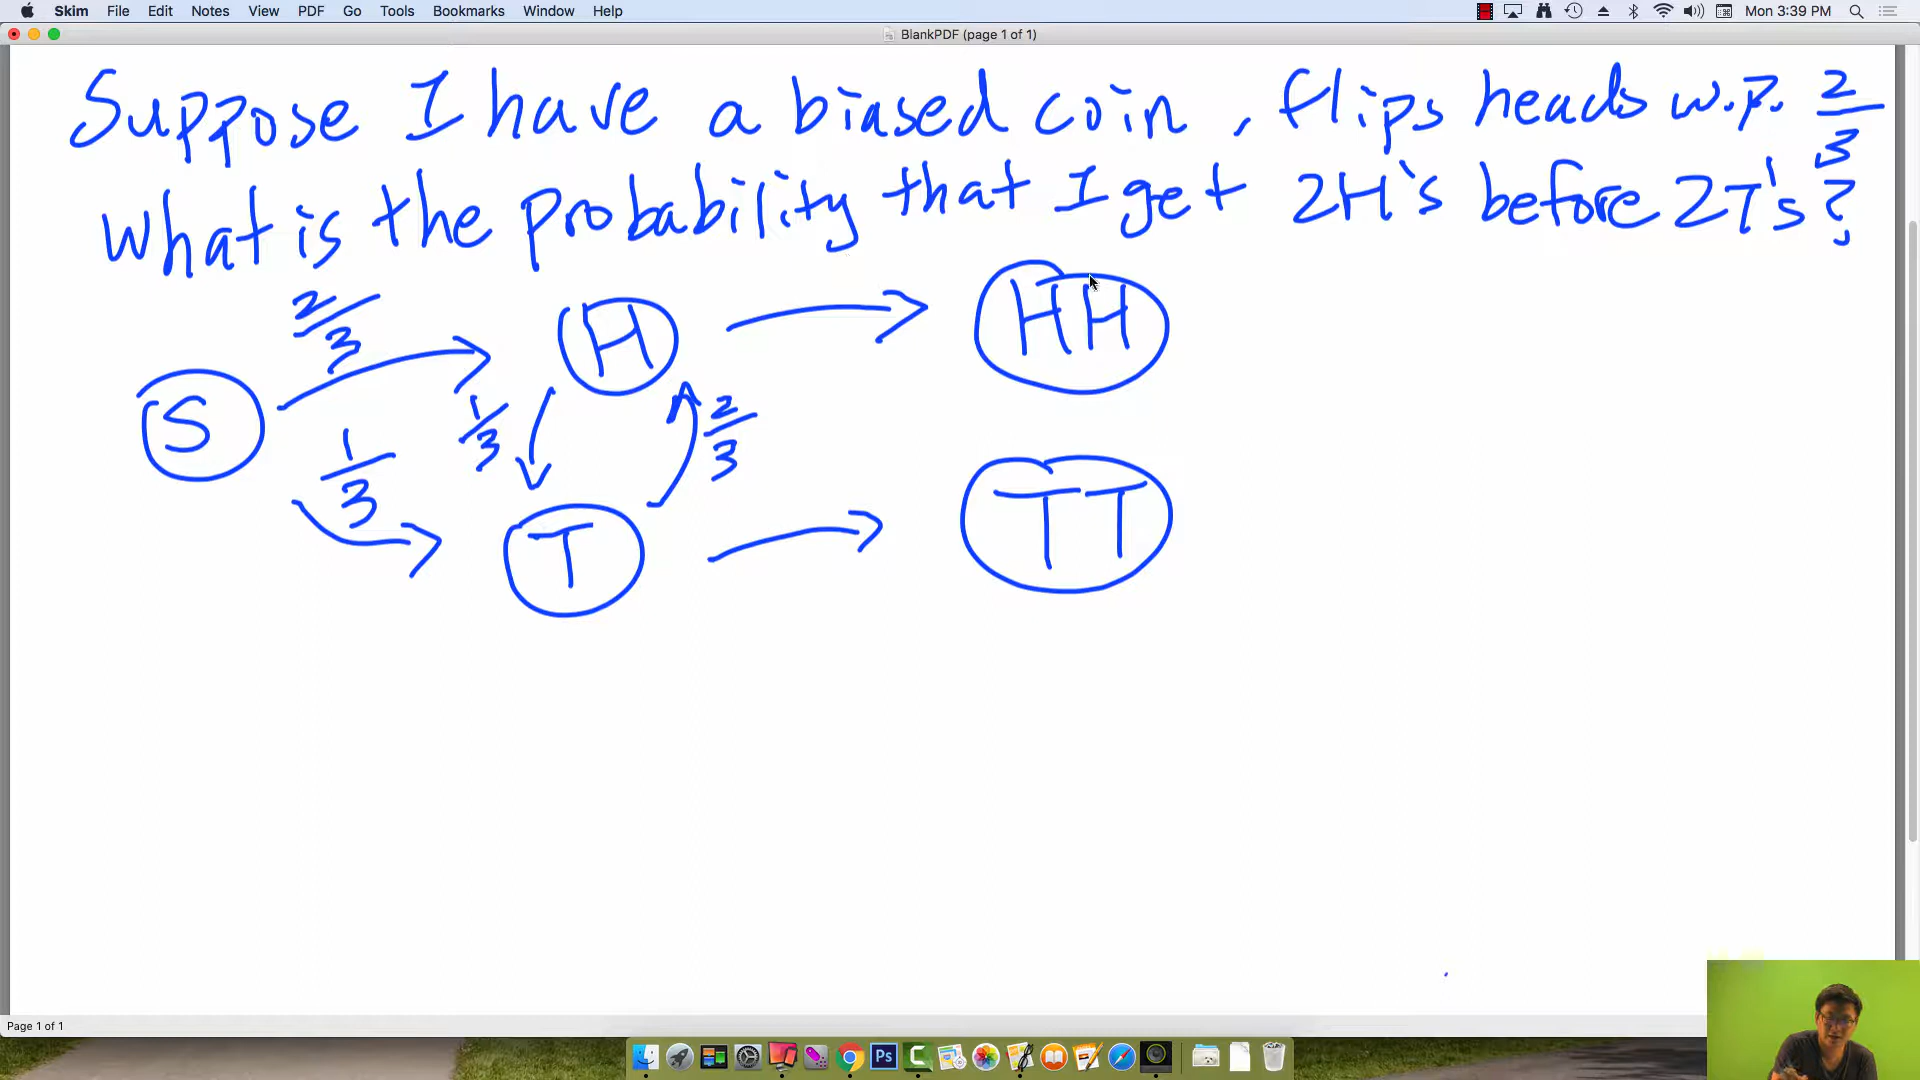 Skim File Edit View Notes PDF Go Tools Bookmarks Window Help Mon 3:39 PM
BlankPDF (page 1 of 1)
Suppose I have a biased coin, flips heads w.p. 2/3
What is the probability that I get 2H's before 2T's?
2/3
H
HH
S
1/3
2/3
1/3
T
TT
Page 1 of 1
Ps